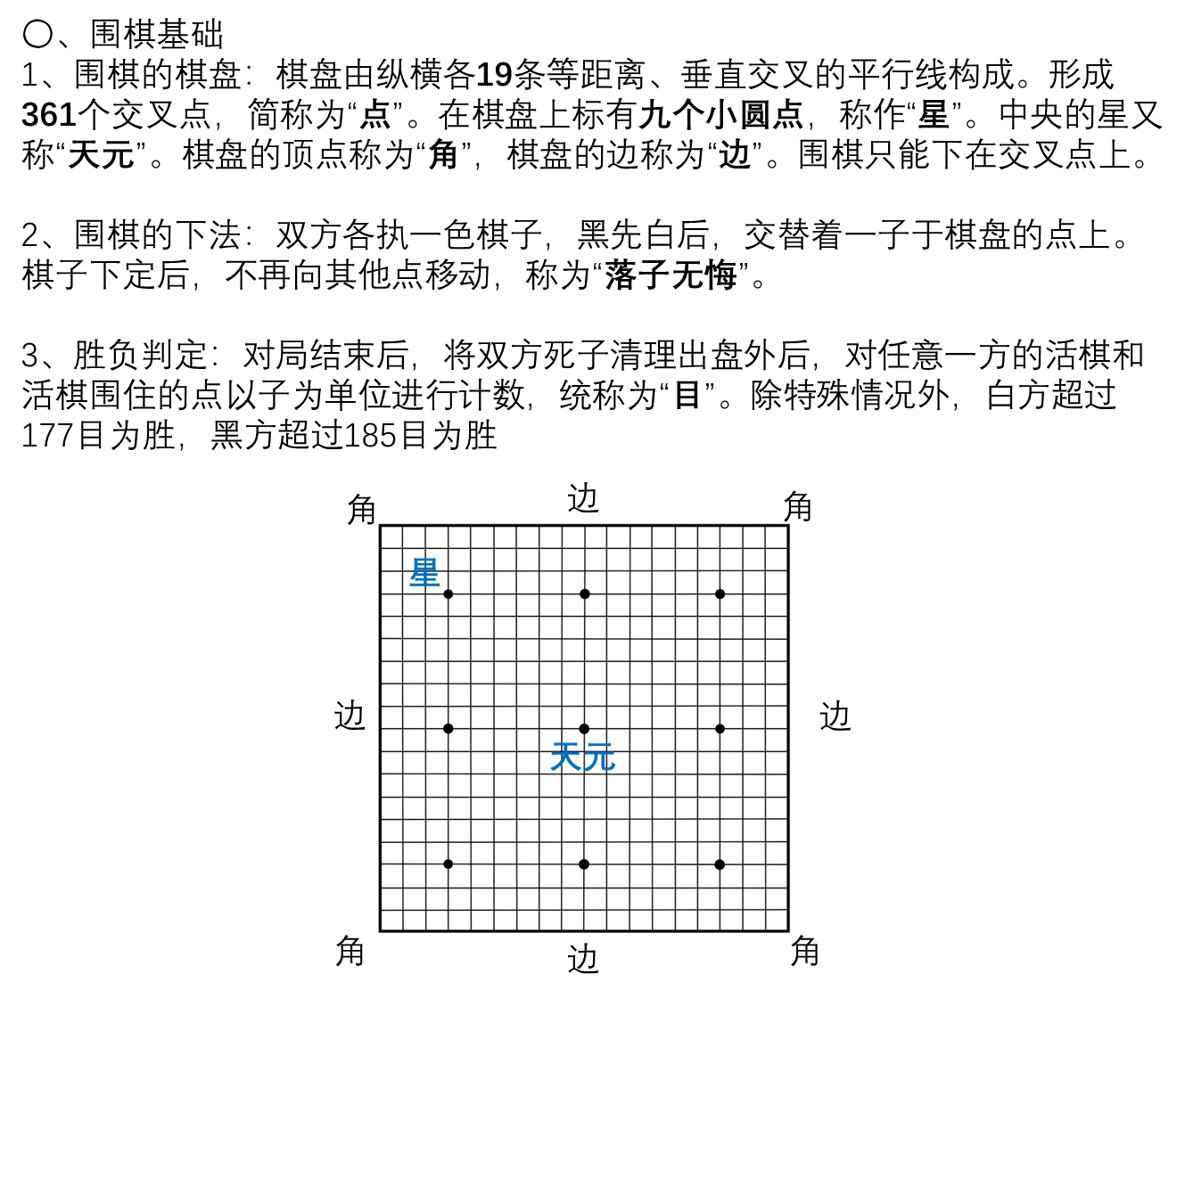 〇、围棋基础
1、围棋的棋盘：棋盘由纵横各19条等距离、垂直交叉的平行线构成。形成
361个交叉点，简称为“点”。在棋盘上标有九个小圆点，称作“星”。中央的星又
称“天元”。棋盘的顶点称为“角”，棋盘的边称为“边”。围棋只能下在交叉点上。
2、围棋的下法：双方各执一色棋子，黑先白后，交替着一子于棋盘的点上。
棋子下定后，不再向其他点移动，称为“落子无悔”。
3、胜负判定：对局结束后，将双方死子清理出盘外后，对任意一方的活棋和
活棋围住的点以子为单位进行计数，统称为“目”。除特殊情况外，白方超过
177目为胜，黑方超过185目为胜
角 边 角
星
边 边
天元
角 边 角